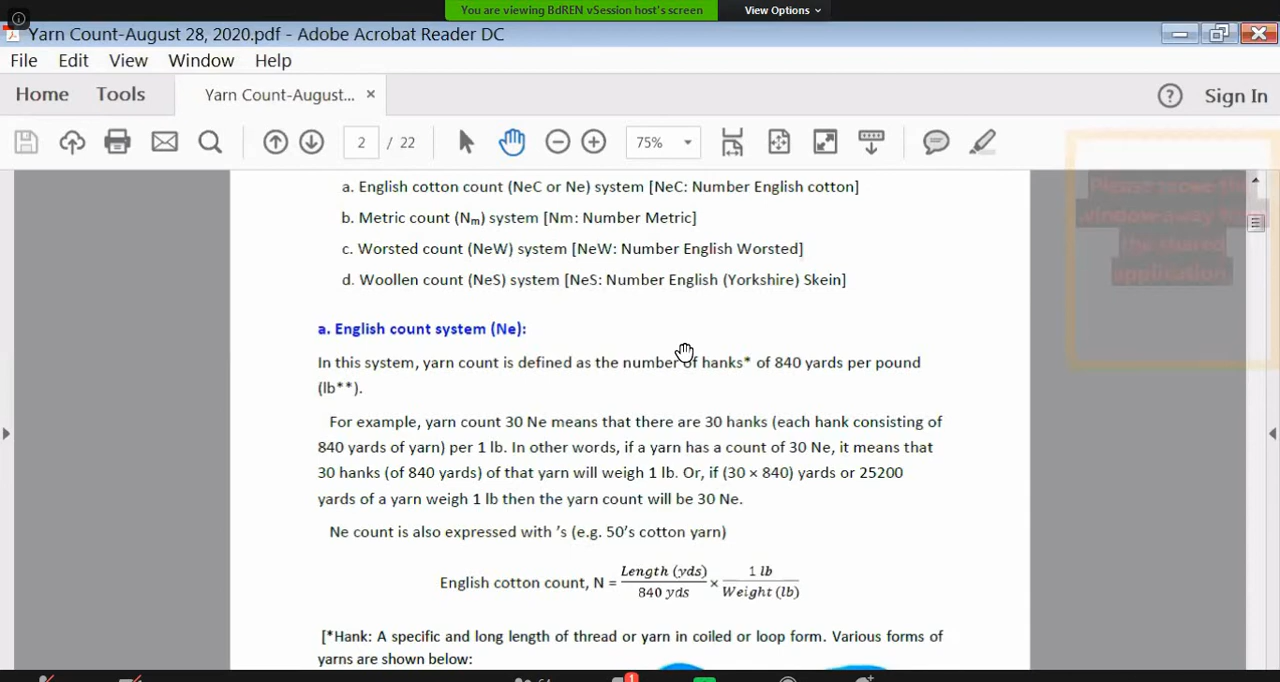 You are viewing BdREN vSession host's screen
View Options
Yarn Count-August 28, 2020.pdf - Adobe Acrobat Reader DC
File Edit View Window Help
Home Tools Yarn Count-August... × Sign In
2 / 22 75%
a. English cotton count (NeC or Ne) system [NeC: Number English cotton]
b. Metric count (Nm) system [Nm: Number Metric]
c. Worsted count (NeW) system [NeW: Number English Worsted]
d. Woollen count (NeS) system [NeS: Number English (Yorkshire) Skein]
Please move the
window away from
the shared
application
a. English count system (Ne):
In this system, yarn count is defined as the number of hanks* of 840 yards per pound
(lb**).
For example, yarn count 30 Ne means that there are 30 hanks (each hank consisting of
840 yards of yarn) per 1 lb. In other words, if a yarn has a count of 30 Ne, it means that
30 hanks (of 840 yards) of that yarn will weigh 1 lb. Or, if (30 × 840) yards or 25200
yards of a yarn weigh 1 lb then the yarn count will be 30 Ne.
Ne count is also expressed with 's (e.g. 50's cotton yarn)
English cotton count, N = Length (yds) / 840 yds × 1 lb / Weight (lb)
[*Hank: A specific and long length of thread or yarn in coiled or loop form. Various forms of
yarns are shown below:
1